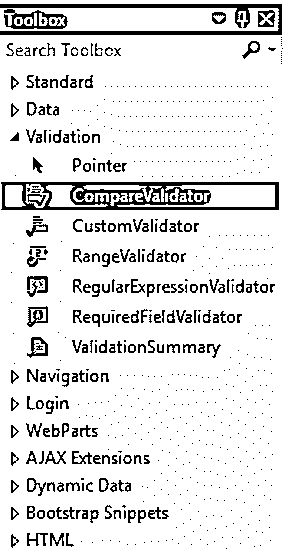 Toolbox
Search Toolbox
Standard
Data
Validation
Pointer
CompareValidator
CustomValidator
RangeValidator
RegularExpressionValidator
RequiredFieldValidator
ValidationSummary
Navigation
Login
WebParts
AJAX Extensions
Dynamic Data
Bootstrap Snippets
HTML